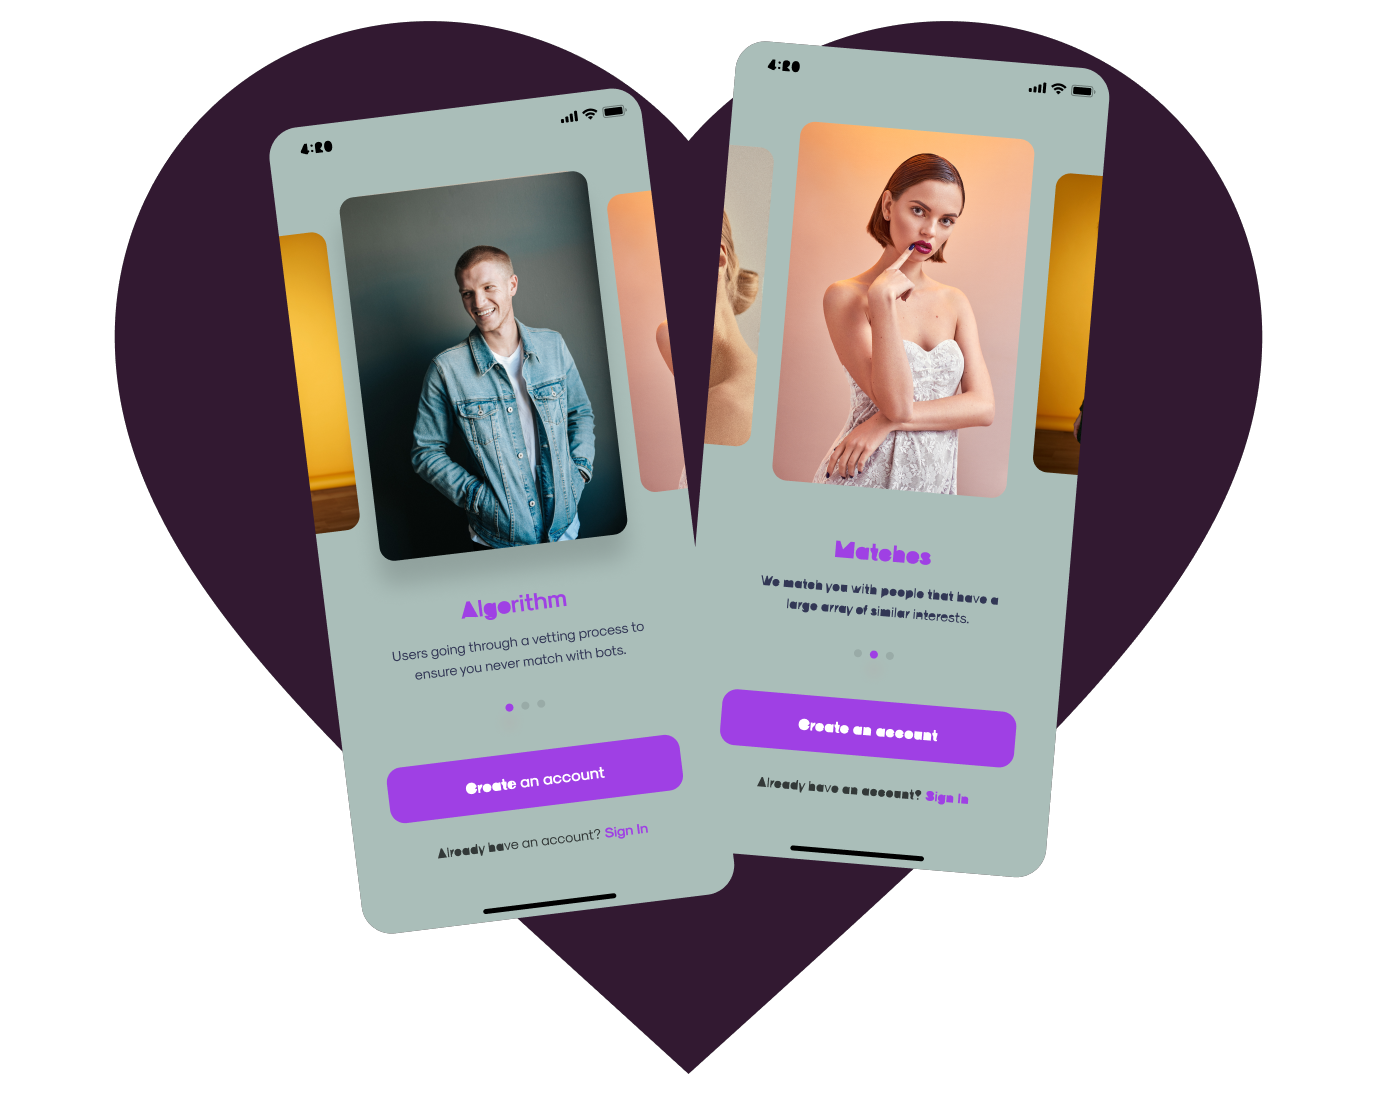 4:20
Algorithm
Users going through a vetting process to
ensure you never match with bots.
Create an account
Already have an account? Sign In
4:20
Matches
We match you with people that have a
large array of similar interests.
Create an account
Already have an account? Sign In